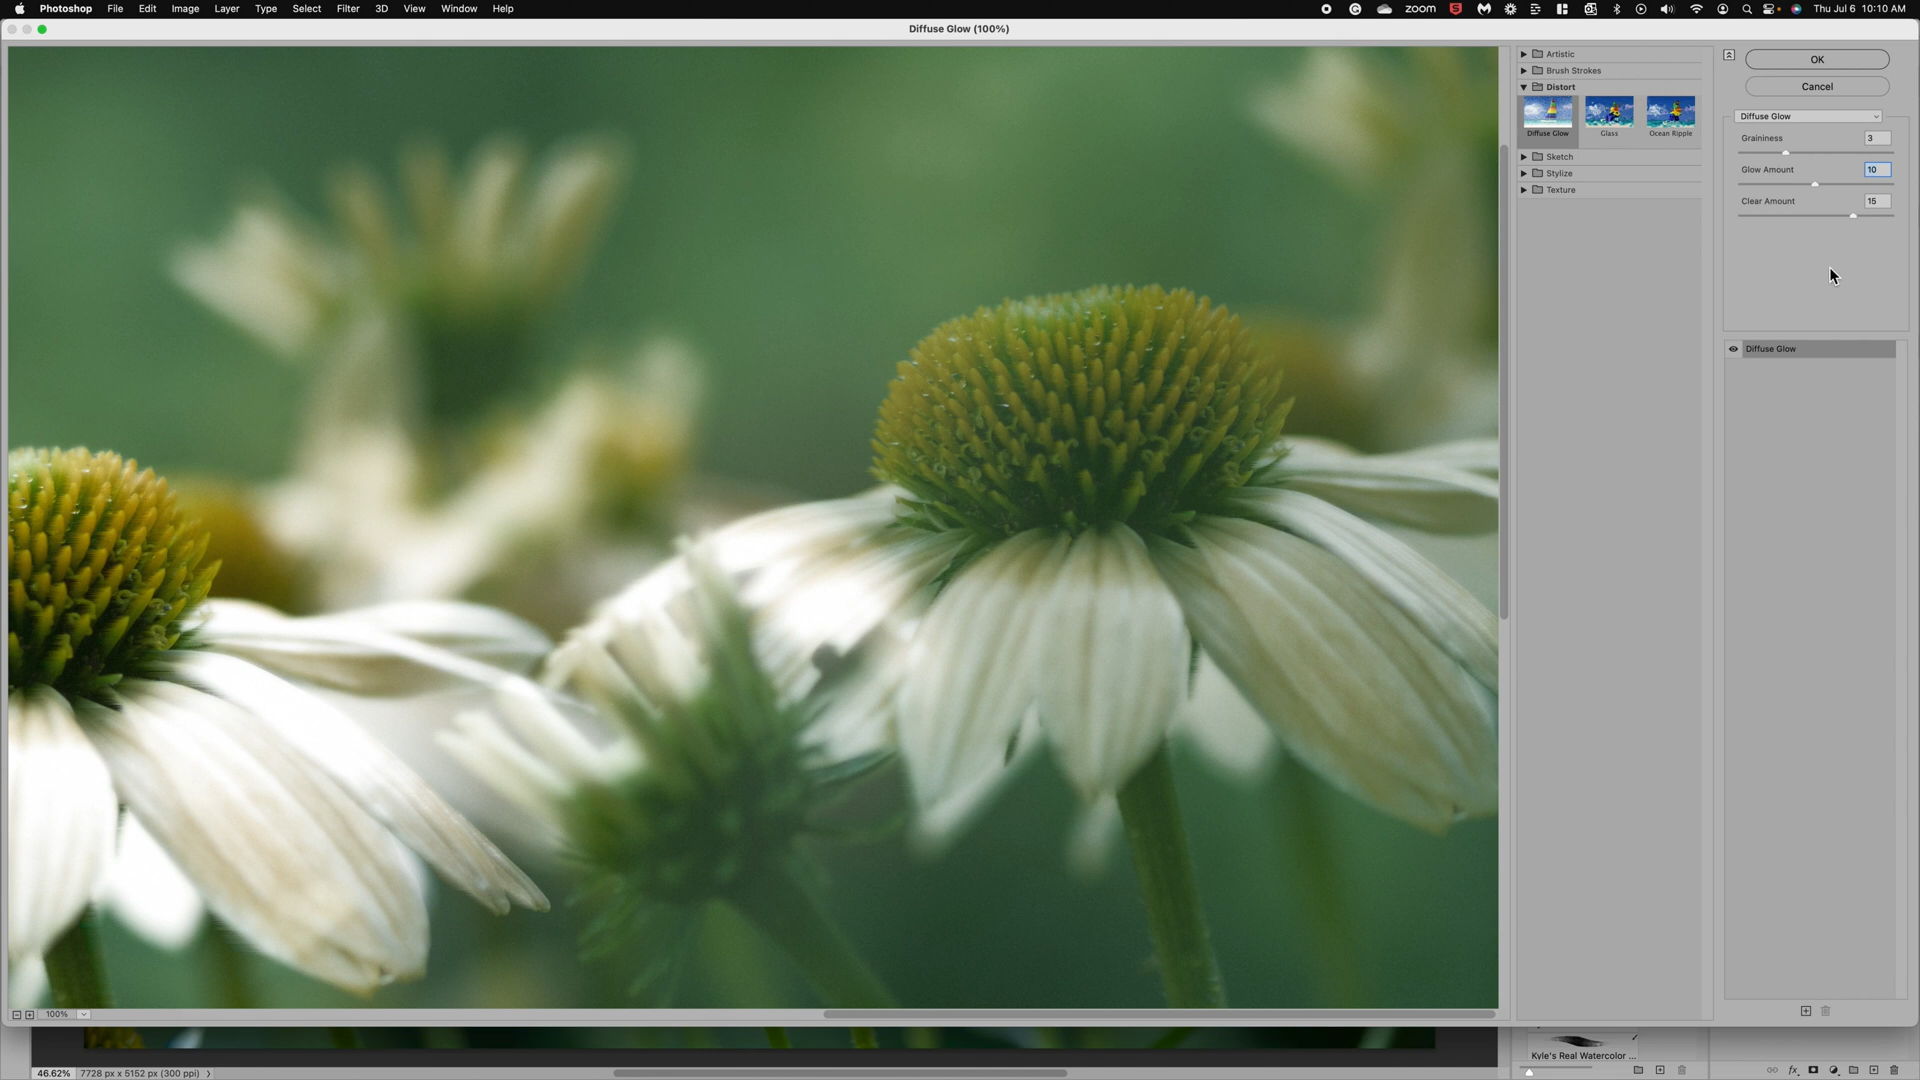 Photoshop File Edit Image Layer Type Select Filter 3D View Window Help zoom Thu Jul 6 10:10 AM
Diffuse Glow (100%)
Artistic
Brush Strokes
Distort
Diffuse Glow Glass Ocean Ripple
Sketch
Stylize
Texture
OK
Cancel
Diffuse Glow
Graininess 3
Glow Amount 10
Clear Amount 15
Diffuse Glow
100%
Kyle's Real Watercolor ...
46.62% 7728 px x 5152 px (300 ppi)
fx